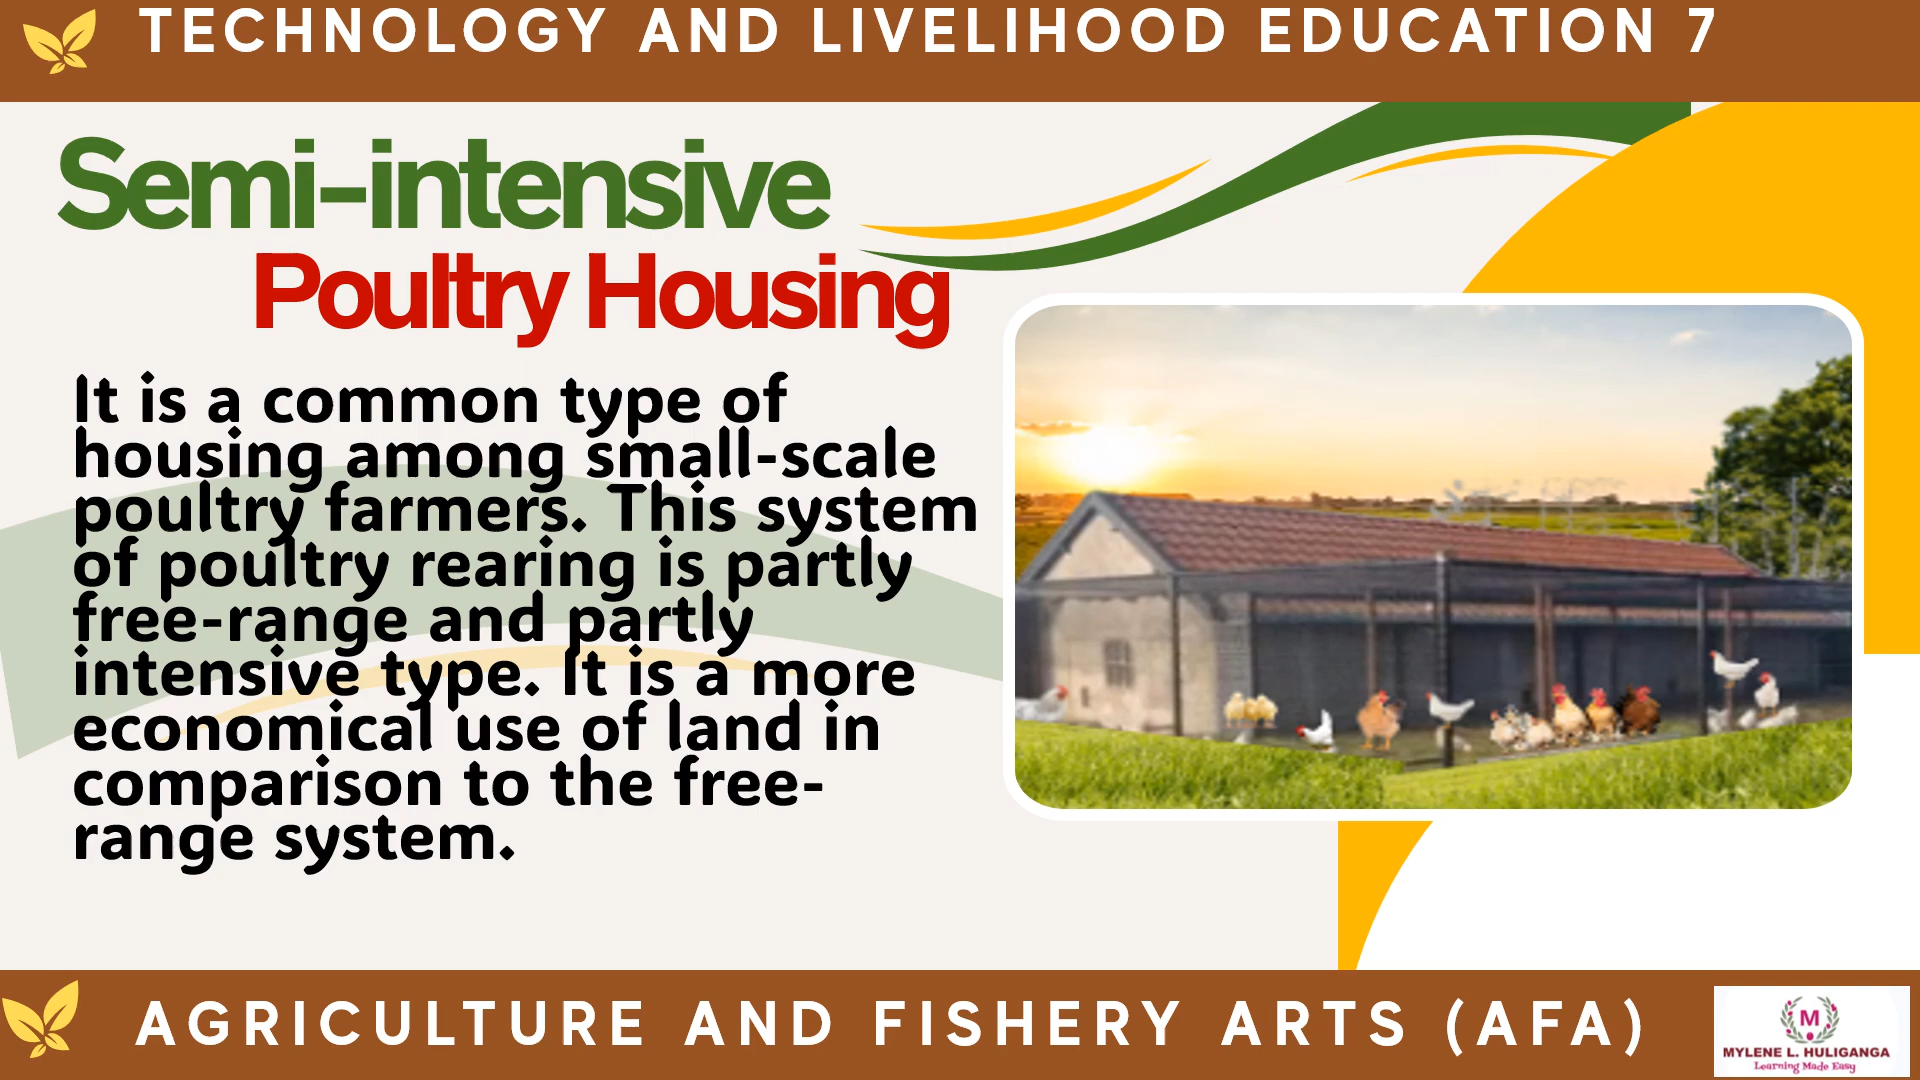 TECHNOLOGY AND LIVELIHOOD EDUCATION 7
Semi-intensive
Poultry Housing
It is a common type of
housing among small-scale
poultry farmers. This system
of poultry rearing is partly
free-range and partly
intensive type. It is a more
economical use of land in
comparison to the free-
range system.
AGRICULTURE AND FISHERY ARTS (AFA)
M
MYLENE L. HULIGANGA
Learning Made Easy